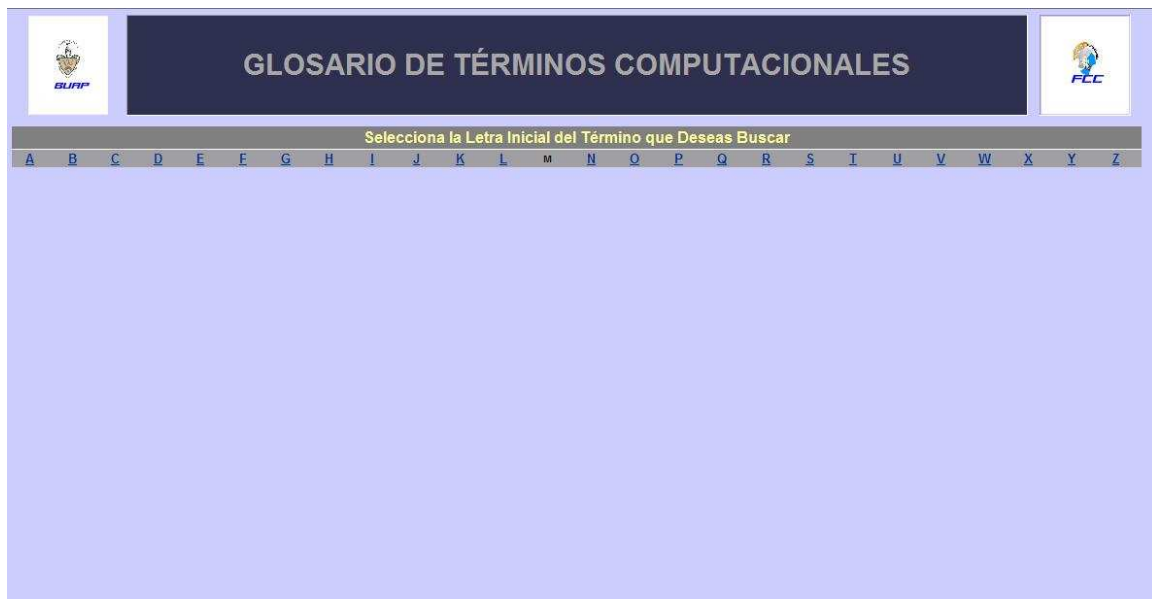 BUAP
GLOSARIO DE TÉRMINOS COMPUTACIONALES
FCC
Selecciona la Letra Inicial del Término que Deseas Buscar
A B C D E F G H I J K L M N O P Q R S T U V W X Y Z